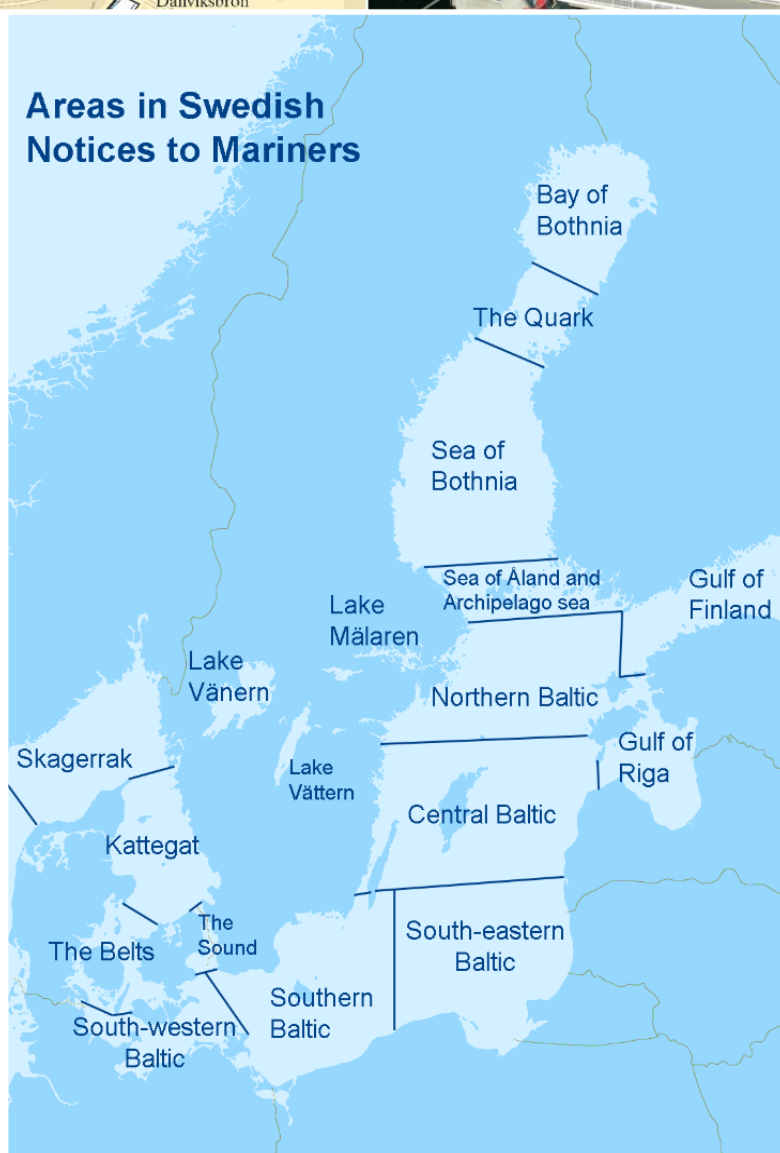 Danviksbron
Areas in Swedish
Notices to Mariners
Bay of
Bothnia
The Quark
Sea of
Bothnia
Sea of Åland and
Archipelago sea
Gulf of
Finland
Lake
Mälaren
Lake
Vänern
Northern Baltic
Skagerrak
Lake
Vättern
Gulf of
Riga
Central Baltic
Kattegat
The Belts
The
Sound
South-eastern
Baltic
Southern
Baltic
South-western
Baltic